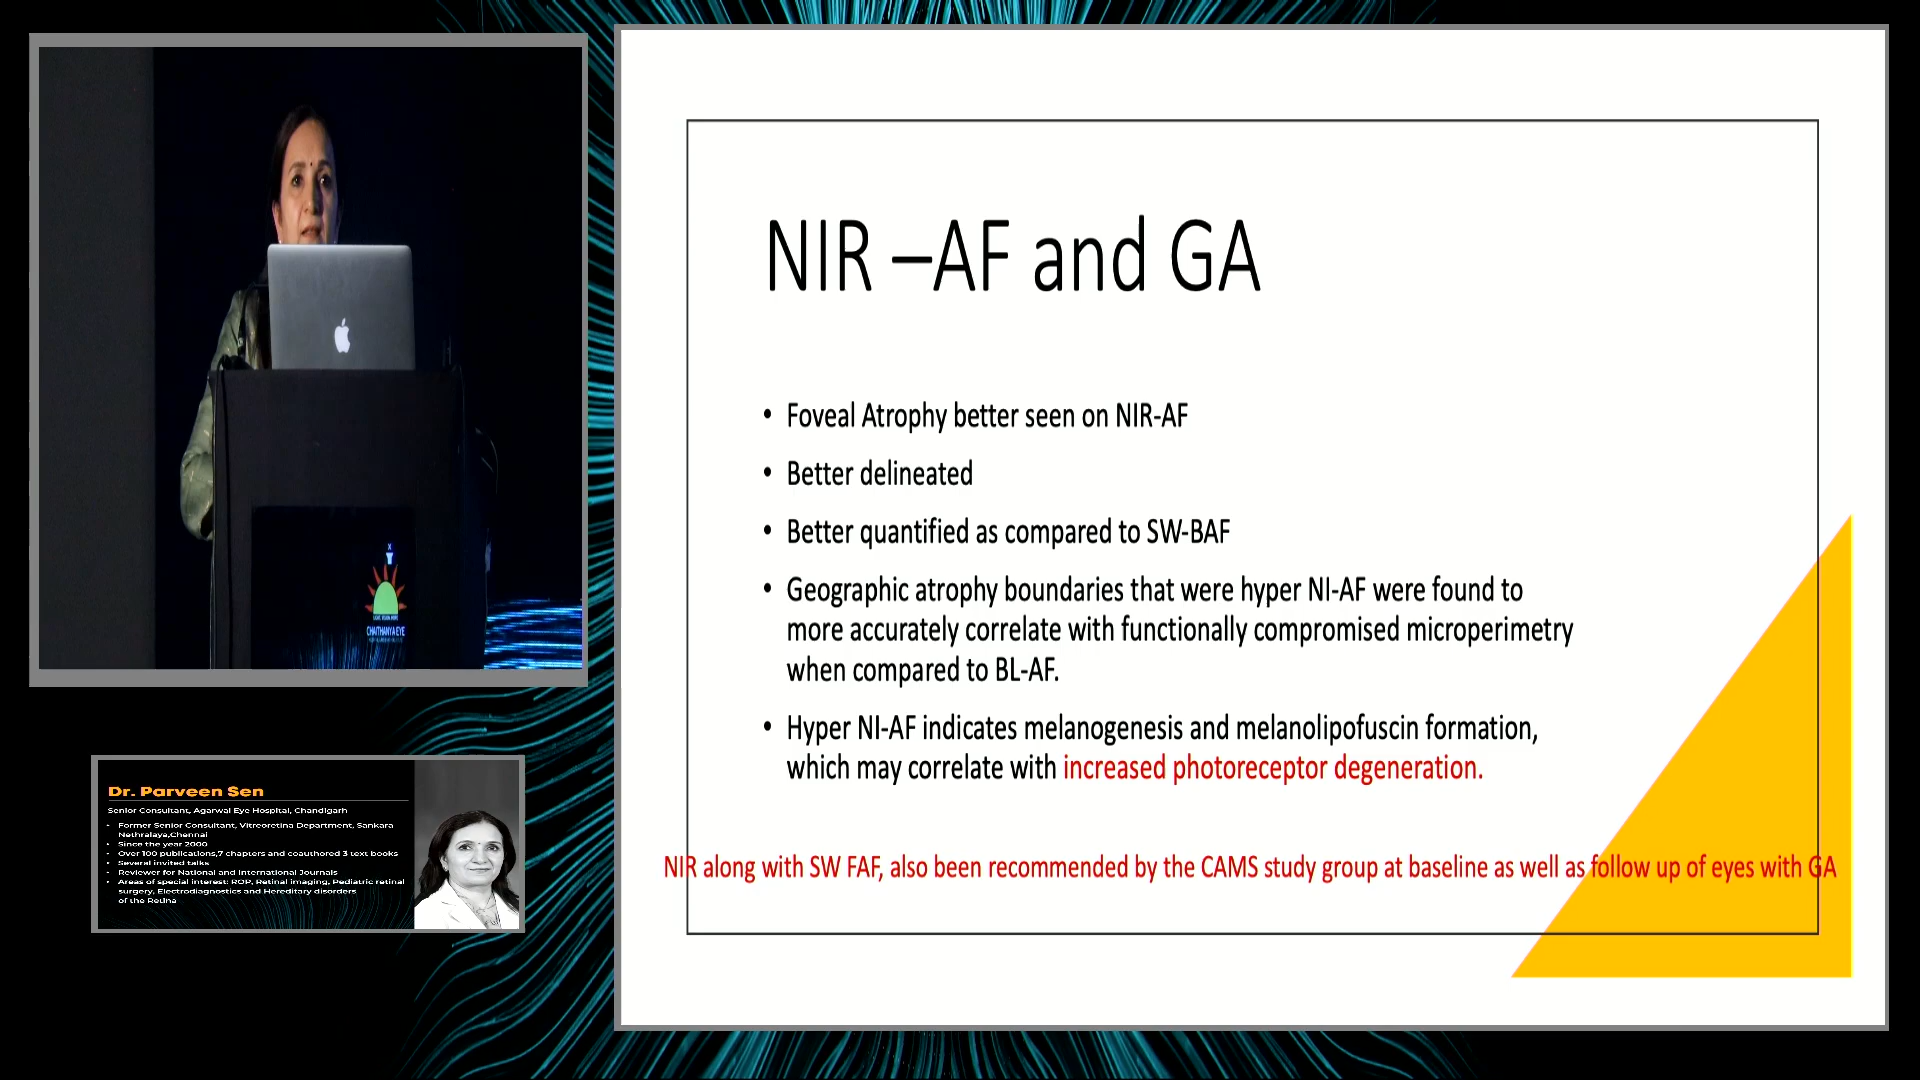 NIR –AF and GA
• Foveal Atrophy better seen on NIR-AF
• Better delineated
• Better quantified as compared to SW-BAF
• Geographic atrophy boundaries that were hyper NI-AF were found to
more accurately correlate with functionally compromised microperimetry
when compared to BL-AF.
• Hyper NI-AF indicates melanogenesis and melanolipofuscin formation,
which may correlate with increased photoreceptor degeneration.
NIR along with SW FAF, also been recommended by the CAMS study group at baseline as well as follow up of eyes with GA
CHAITHANYA EYE
Dr. Parveen Sen
Senior Consultant, Agarwal Eye Hospital, Chandigarh
• Former Senior Consultant, Vitreoretina Department, Sankara
Nethralaya,Chennai
• Since the year 2000
• Over 100 publications,7 chapters and coauthored 3 text books
• Several invited talks
• Reviewer for National and International Journals
• Areas of special interest: ROP, Retinal imaging, Pediatric retinal
surgery, Electrodiagnostics and Hereditary disorders
of the Retina